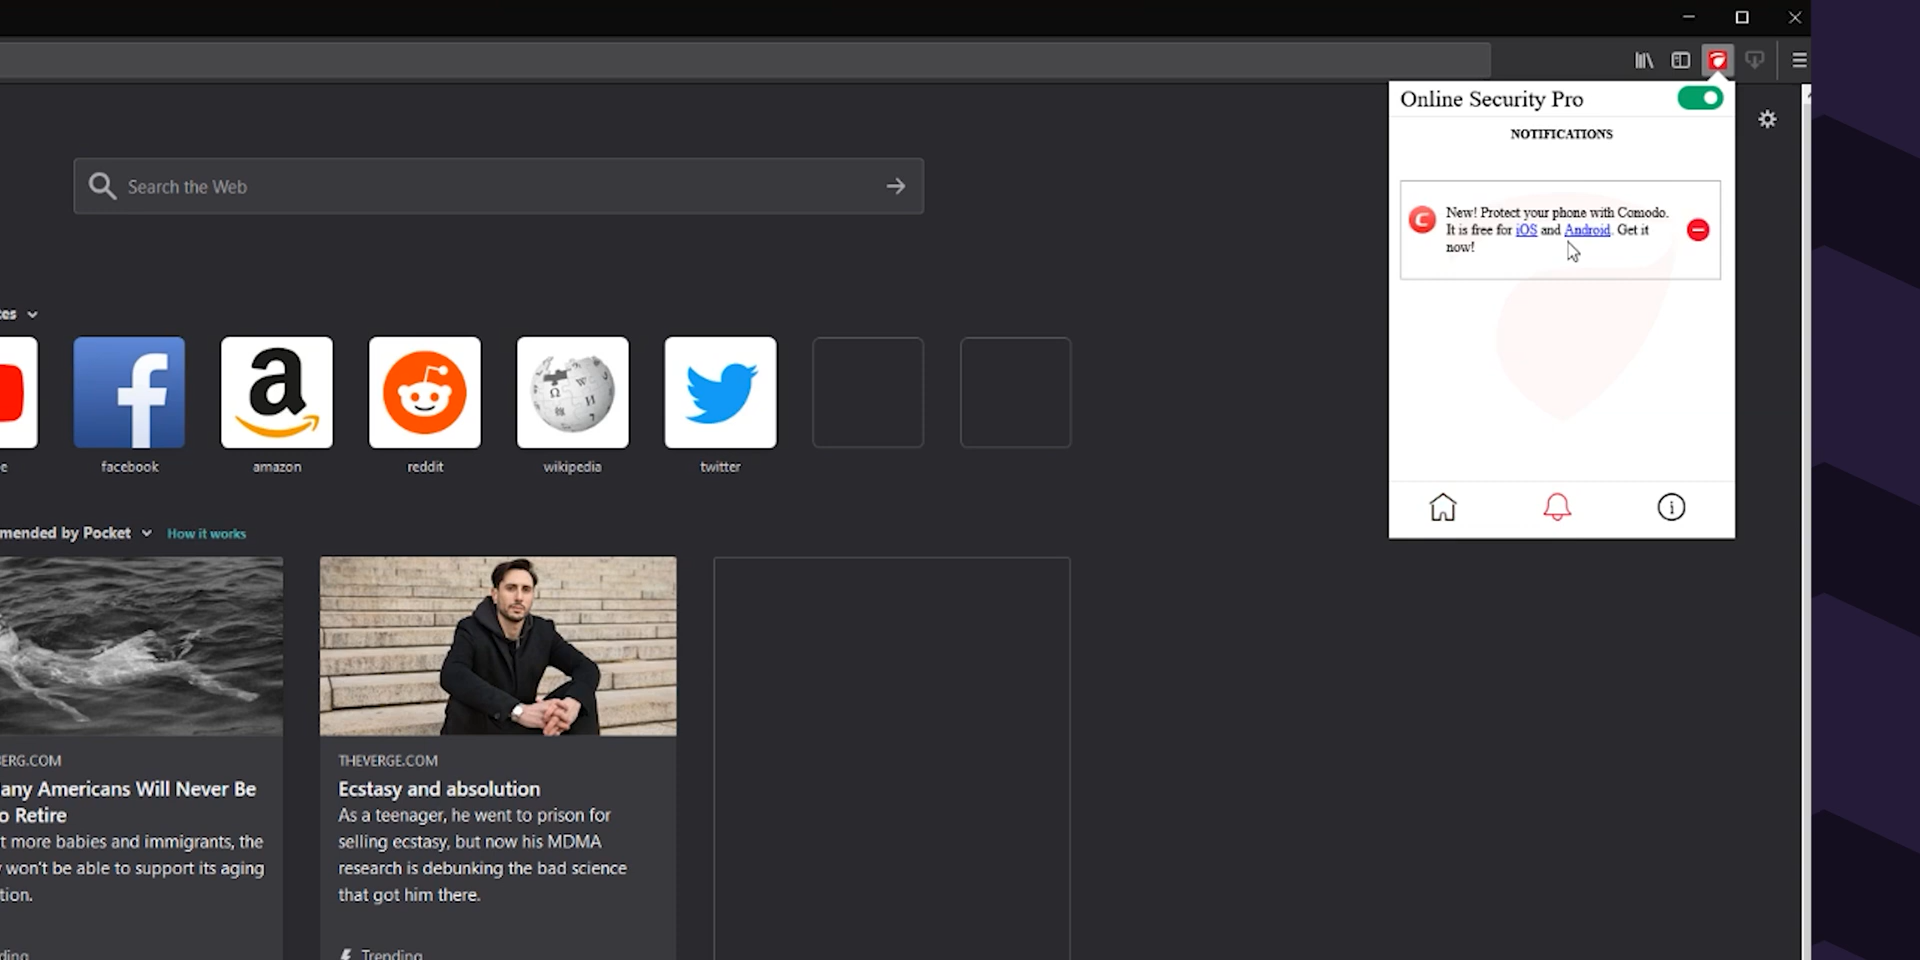 Online Security Pro
NOTIFICATIONS
New! Protect your phone with Comodo.
It is free for iOS and Android. Get it
now!
Search the Web
facebook
amazon
reddit
wikipedia
twitter
mended by Pocket
How it works
BERG.COM
any Americans Will Never Be
o Retire
t more babies and immigrants, the
won't be able to support its aging
tion.
THEVERGE.COM
Ecstasy and absolution
As a teenager, he went to prison for
selling ecstasy, but now his MDMA
research is debunking the bad science
that got him there.
Trending